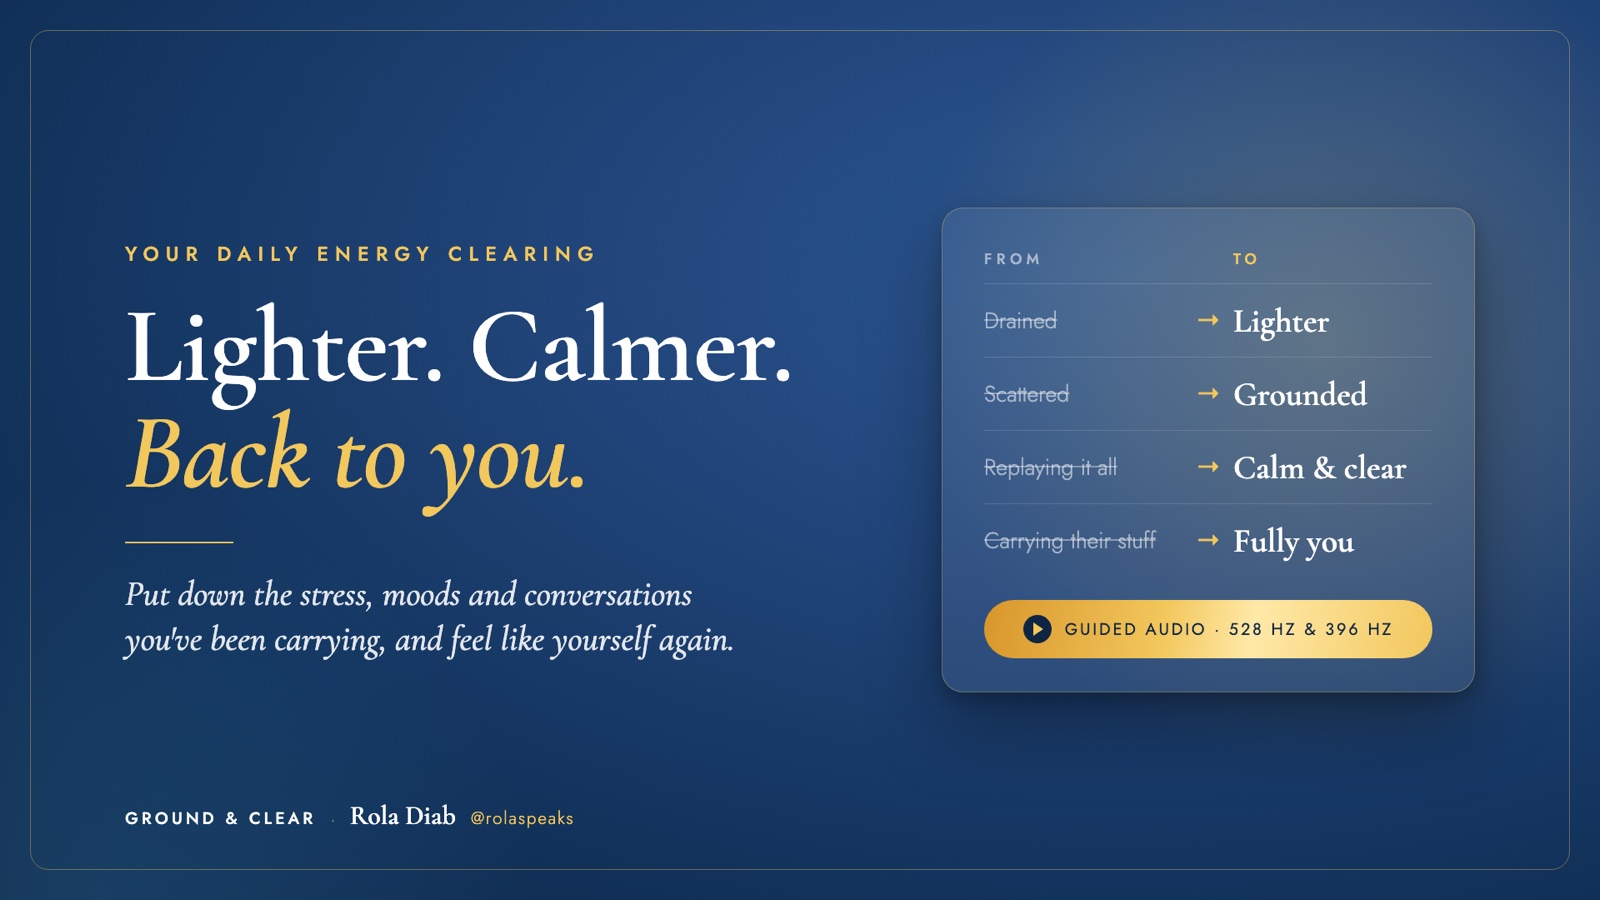 YOUR DAILY ENERGY CLEARING
Lighter. Calmer.
Back to you.
Put down the stress, moods and conversations
you've been carrying, and feel like yourself again.
GROUND & CLEAR · Rola Diab @rolaspeaks
FROM TO
Drained → Lighter
Scattered → Grounded
Replaying it all → Calm & clear
Carrying their stuff → Fully you
GUIDED AUDIO · 528 HZ & 396 HZ